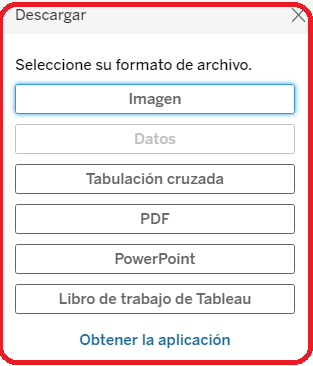 Descargar
Seleccione su formato de archivo.
Imagen
Datos
Tabulación cruzada
PDF
PowerPoint
Libro de trabajo de Tableau
Obtener la aplicación